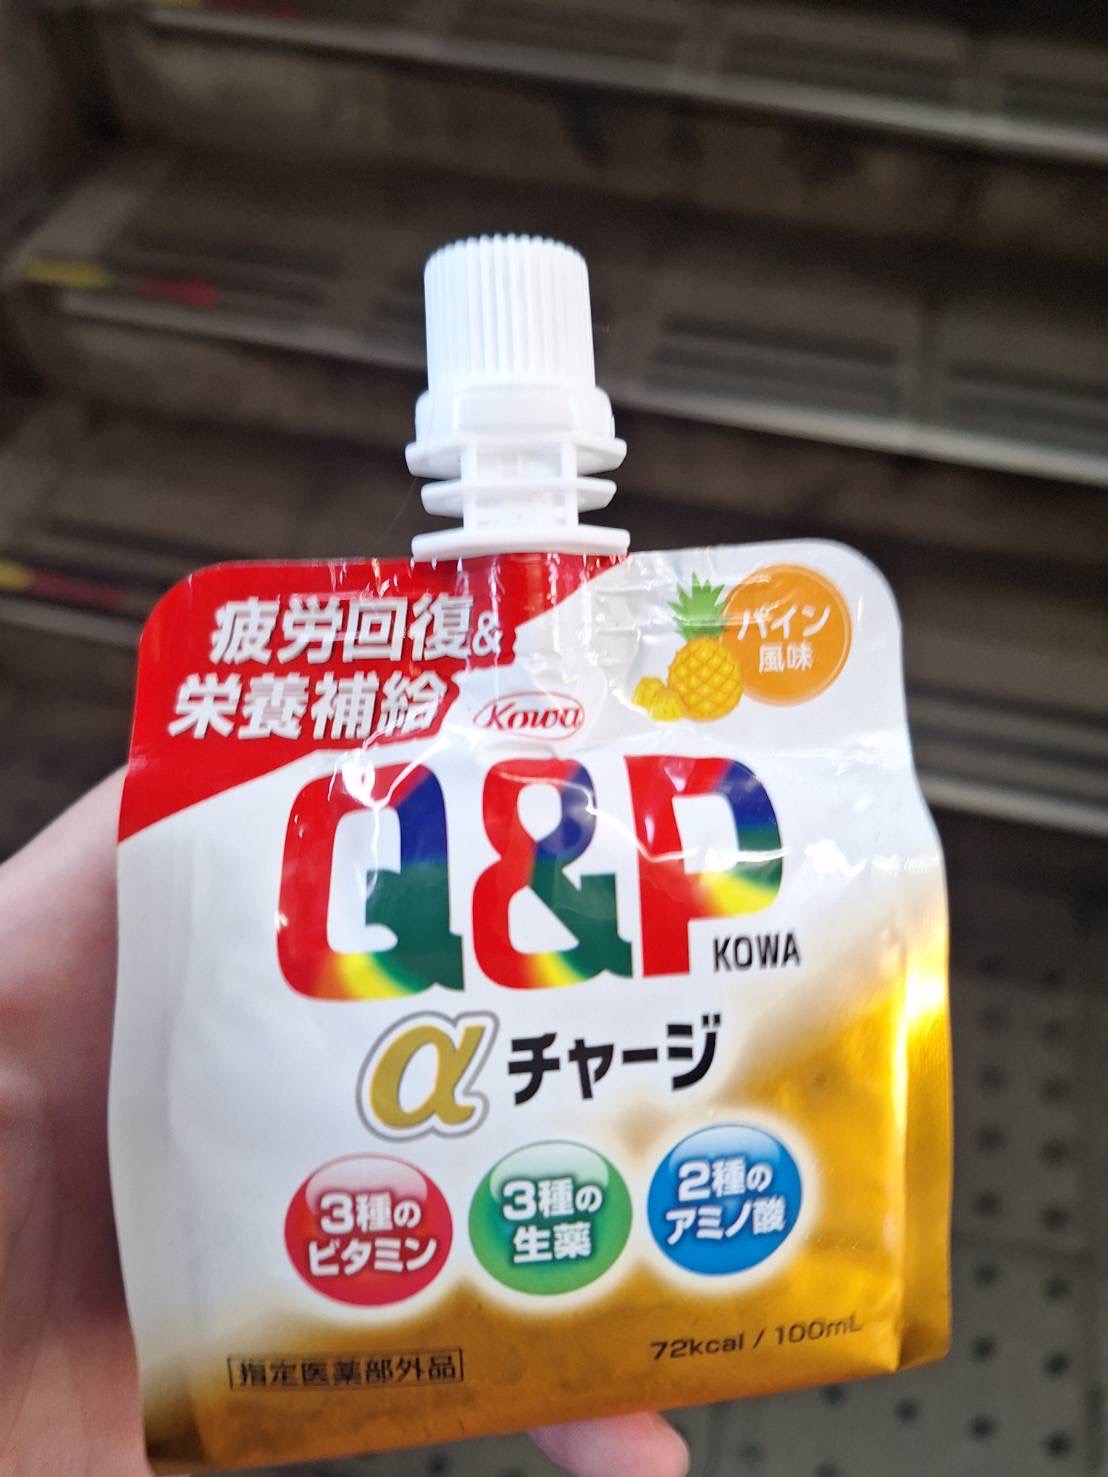 疲労回復&
栄養補給
パイン
風味
Kowa
Q&P
KOWA
αチャージ
3種の
ビタミン
3種の
生薬
2種の
アミノ酸
指定医薬部外品
72kcal / 100mL